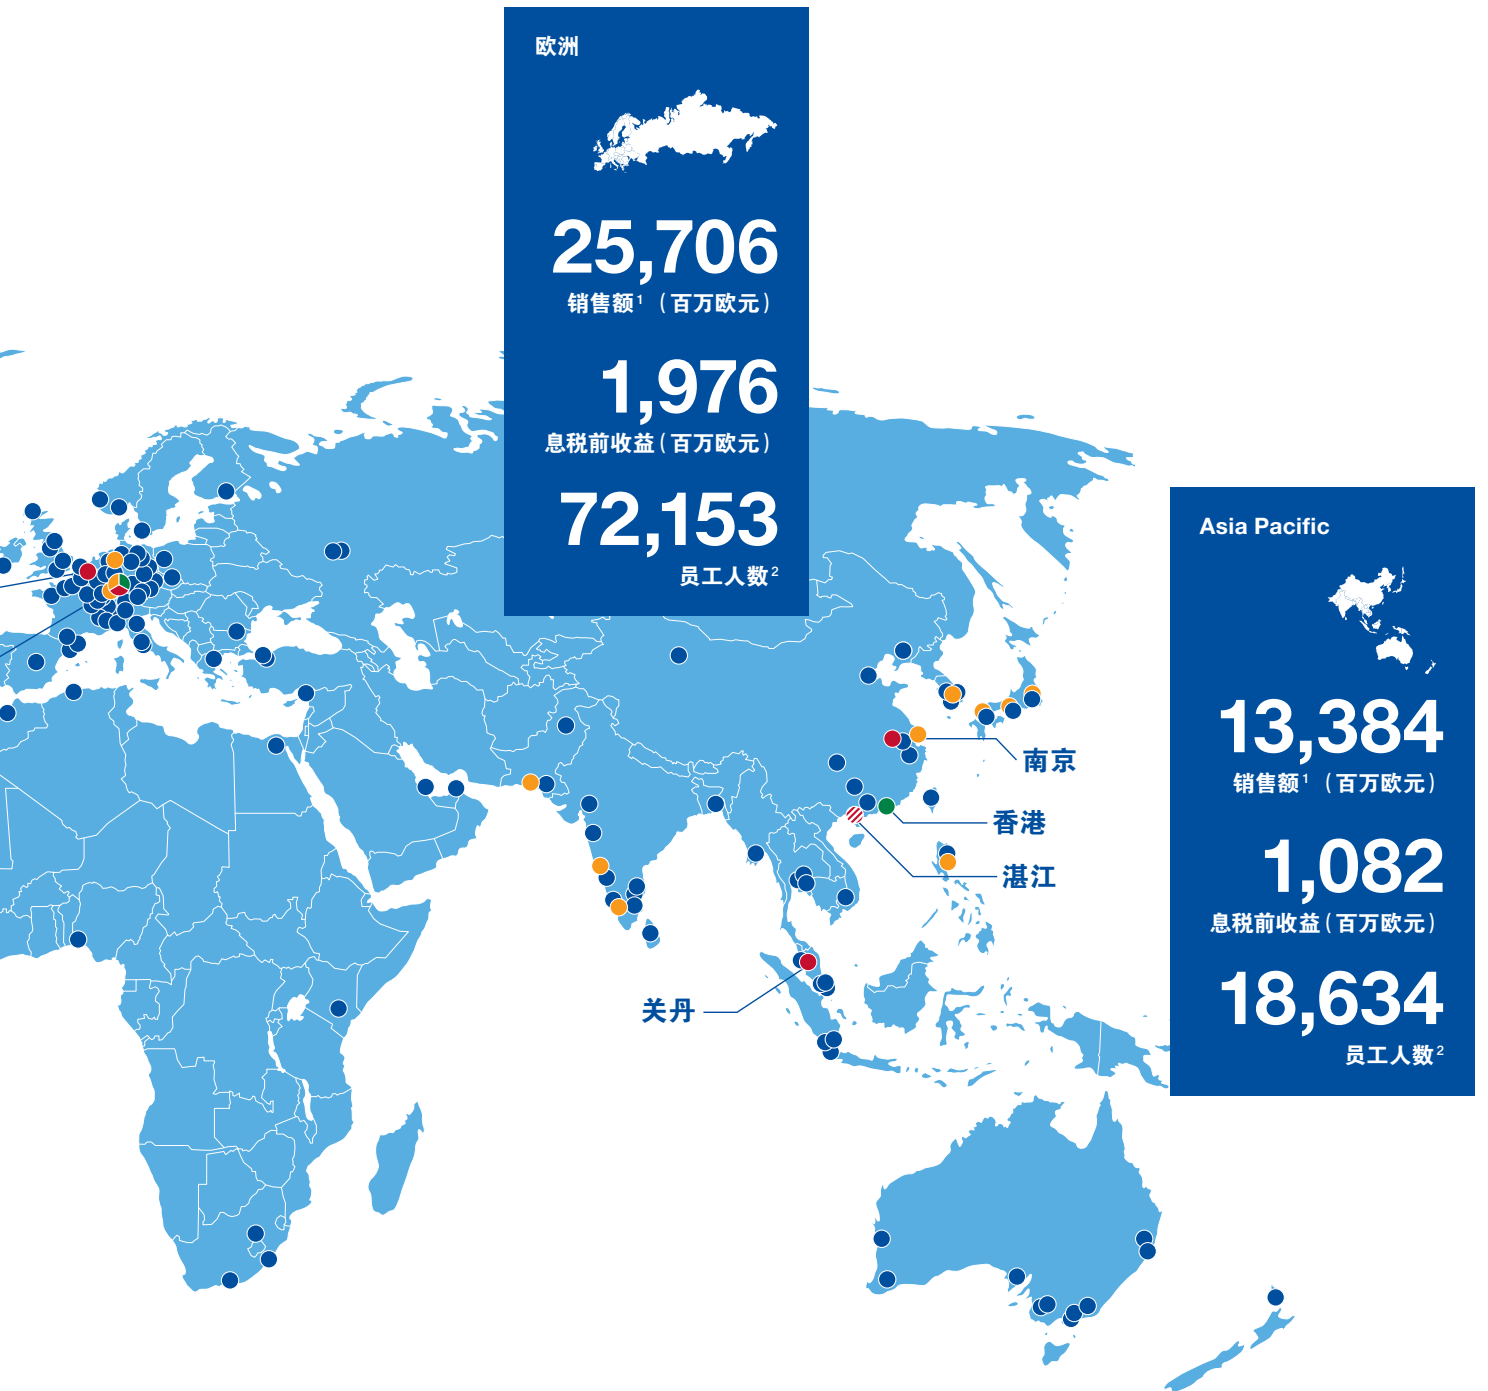 欧洲
25,706
销售额¹（百万欧元）
1,976
息税前收益（百万欧元）
72,153
员工人数²
Asia Pacific
13,384
销售额¹（百万欧元）
1,082
息税前收益（百万欧元）
18,634
员工人数²
南京
香港
湛江
关丹